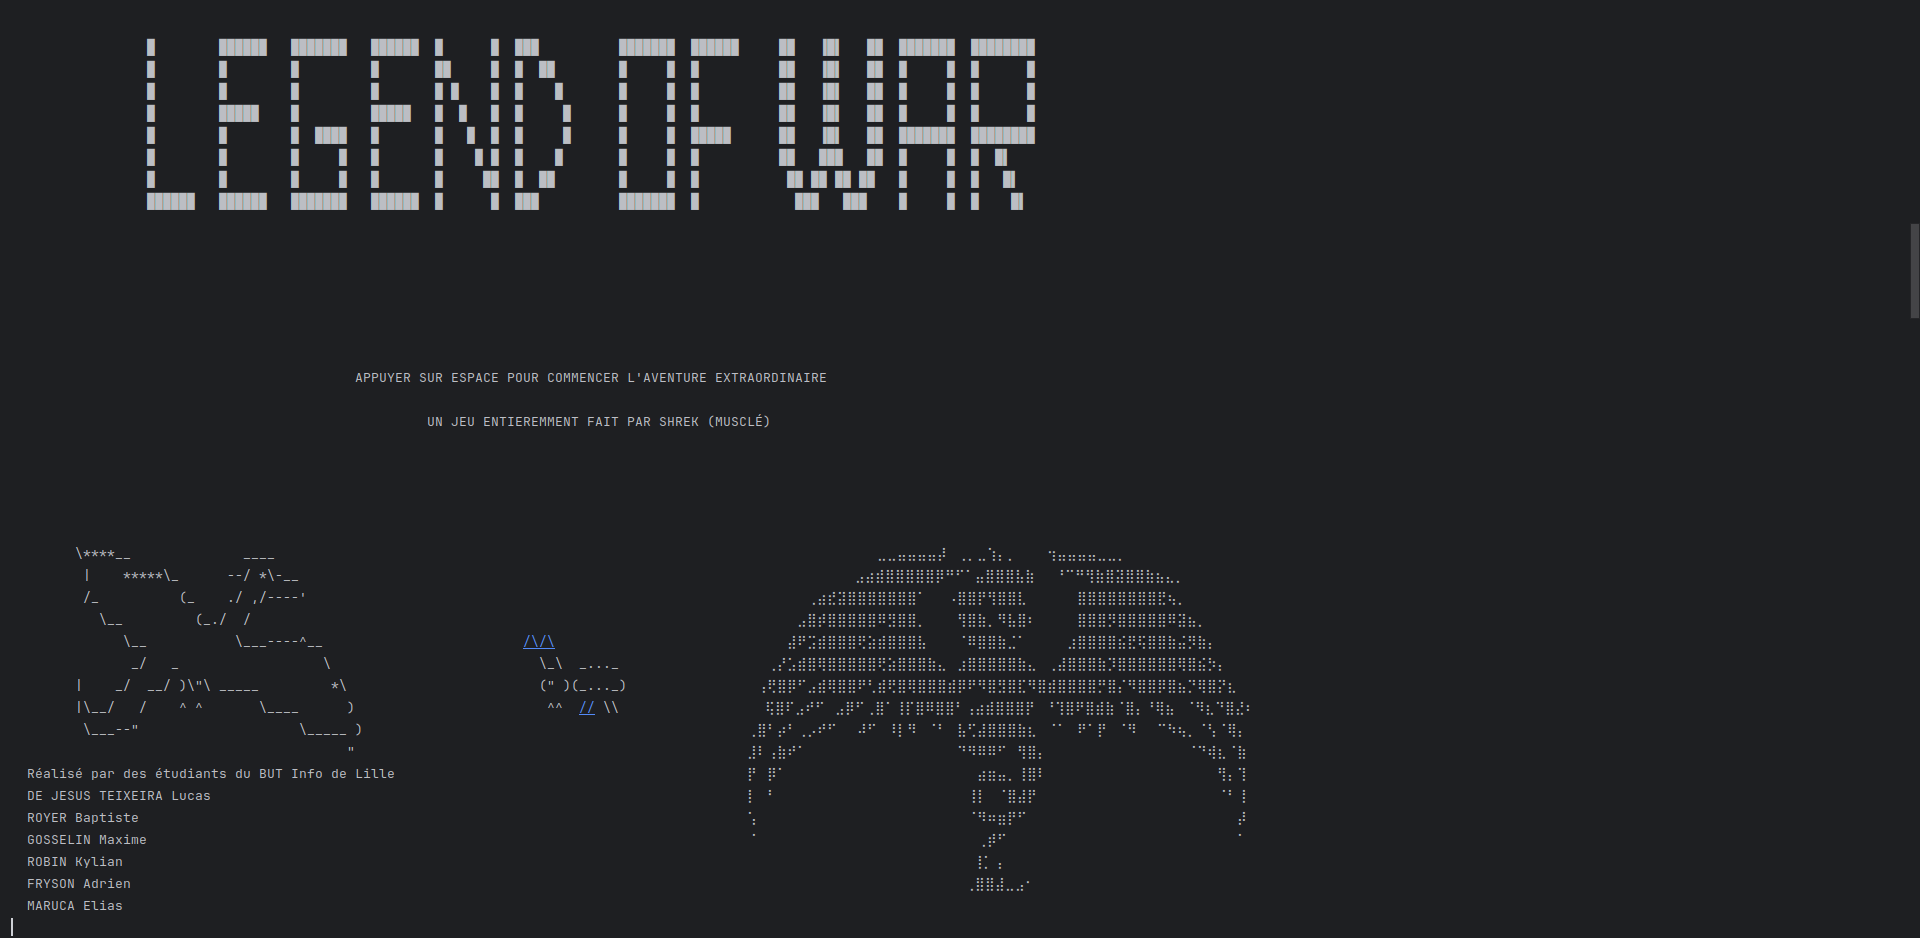 LEGEND OF WAR
APPUYER SUR ESPACE POUR COMMENCER L'AVENTURE EXTRAORDINAIRE
UN JEU ENTIEREMMENT FAIT PAR SHREK (MUSCLÉ)
Réalisé par des étudiants du BUT Info de Lille
DE JESUS TEIXEIRA Lucas
ROYER Baptiste
GOSSELIN Maxime
ROBIN Kylian
FRYSON Adrien
MARUCA Elias